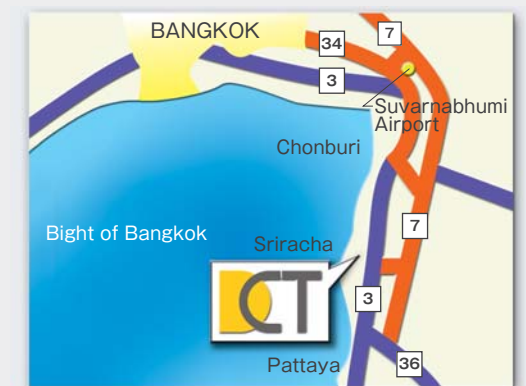 BANGKOK
34
7
3
Suvarnabhumi
Airport
Chonburi
Bight of Bangkok
7
Sriracha
DCT
3
Pattaya
36